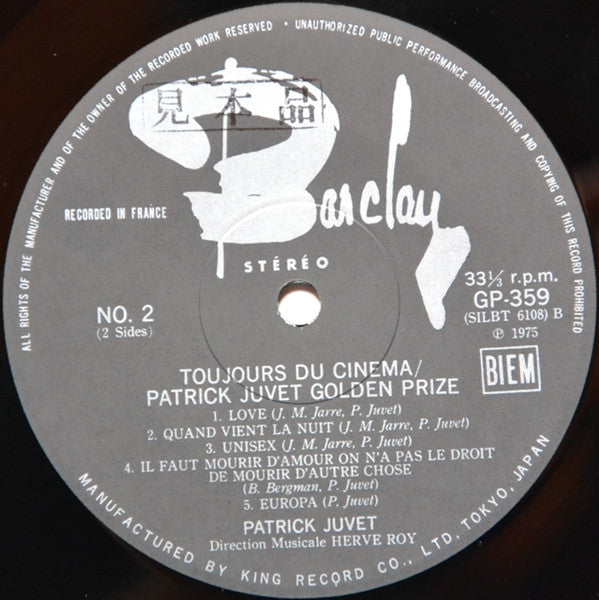 ALL RIGHTS OF THE MANUFACTURER AND OF THE OWNER OF THE RECORDED WORK RESERVED • UNAUTHORIZED PUBLIC PERFORMANCE BROADCASTING AND COPYING OF THIS RECORD PROHIBITED
見本品
Barclay
RECORDED IN FRANCE
STÉRÉO
33⅓ r.p.m.
NO. 2
GP-359
(2 Sides)
(SILBT 6108) B
℗ 1975
BIEM
TOUJOURS DU CINEMA/
PATRICK JUVET GOLDEN PRIZE
1. LOVE (J. M. Jarre, P. Juvet)
2. QUAND VIENT LA NUIT (J. M. Jarre, P. Juvet)
3. UNISEX (J. M. Jarre, P. Juvet)
4. IL FAUT MOURIR D'AMOUR ON N'A PAS LE DROIT
DE MOURIR D'AUTRE CHOSE
(B. Bergman, P. Juvet)
5. EUROPA (P. Juvet)
PATRICK JUVET
Direction Musicale HERVE ROY
MANUFACTURED BY KING RECORD CO., LTD, TOKYO, JAPAN